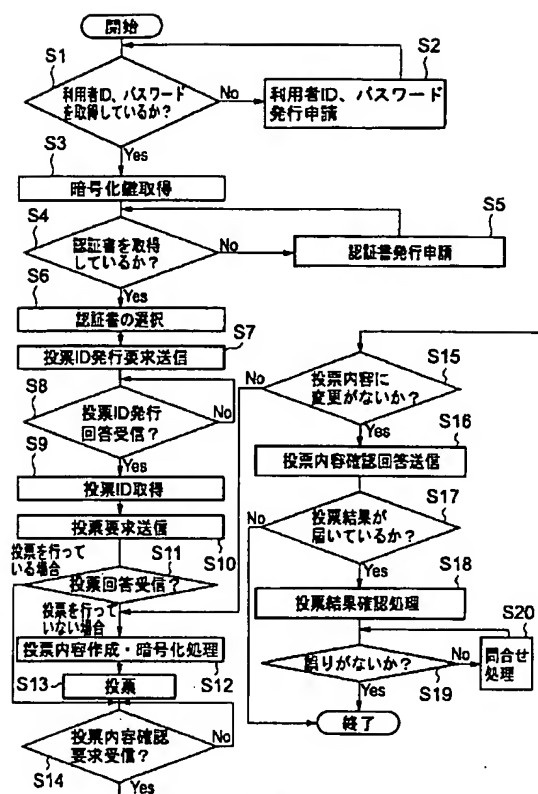 開始
S1
S2
利用者ID、パスワード
を取得しているか?
No
利用者ID、パスワード
発行申請
Yes
S3
暗号化鍵取得
S4
S5
認証書を取得
しているか?
No
認証書発行申請
S6
Yes
認証書の選択
S7
投票ID発行要求送信
S8
投票ID発行
回答受信?
No
S9
Yes
投票ID取得
投票要求送信
S10
投票を行って
いる場合
S11
投票回答受信?
投票を行って
いない場合
投票内容作成・暗号化処理
S12
S13
投票
投票内容確認
要求受信?
No
S14
Yes
No
S15
投票内容に
変更がないか?
Yes
S16
投票内容確認回答送信
No
S17
投票結果が
届いているか?
Yes
S18
投票結果確認処理
S20
誤りがないか?
No
問合せ
処理
Yes
S19
終了